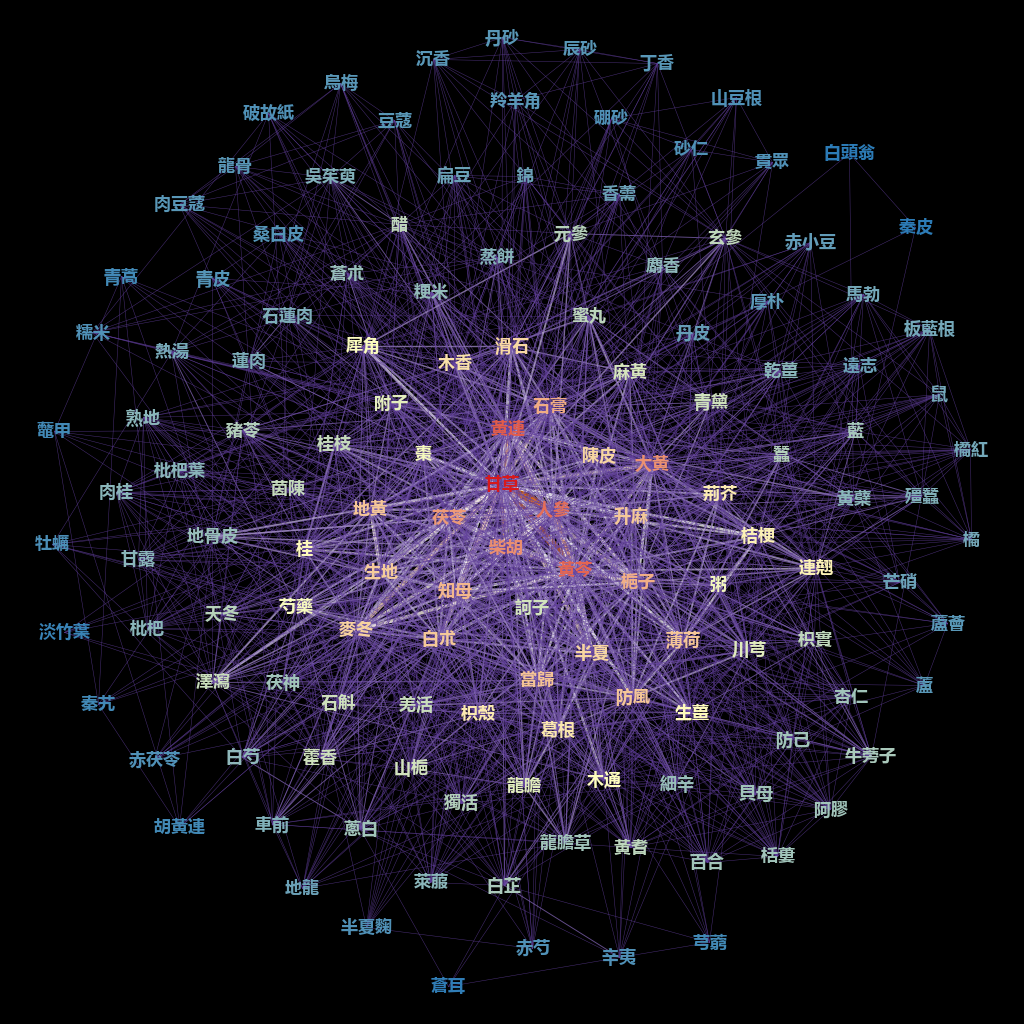 丹砂
辰砂
沉香
丁香
烏梅
羚羊角
山豆根
破故紙
豆蔻
硼砂
砂仁
白頭翁
貫眾
龍骨
吳茱萸
扁豆
錦
香薷
肉豆蔻
醋
秦皮
桑白皮
元參
玄參
赤小豆
蒸餅
麝香
青蒿
青皮
蒼朮
粳米
厚朴
馬勃
石蓮肉
蜜丸
糯米
丹皮
板藍根
犀角
滑石
熱湯
蓮肉
木香
麻黃
乾薑
遠志
鼠
附子
石膏
青黛
熟地
鼈甲
豬苓
黃連
藍
桂枝
棗
陳皮
蠶
橘紅
枇杷葉
大黃
甘草
肉桂
茵陳
荊芥
黃蘗
殭蠶
地黃
人參
茯苓
升麻
地骨皮
桔梗
牡蠣
桂
柴胡
橘
甘露
生地
黃芩
連翹
知母
梔子
粥
芒硝
芍藥
訶子
天冬
蘆薈
淡竹葉
枇杷
麥冬
白朮
薄荷
枳實
半夏
川芎
澤瀉
茯神
當歸
蘆
秦艽
石斛
羌活
防風
杏仁
枳殼
生薑
葛根
防己
赤茯苓
白芍
藿香
牛蒡子
山梔
龍膽
木通
細辛
貝母
獨活
阿膠
胡黃連
車前
蔥白
龍膽草
黃耆
栝蔞
百合
地龍
萊菔
白芷
半夏麴
赤芍
芎藭
辛夷
蒼耳